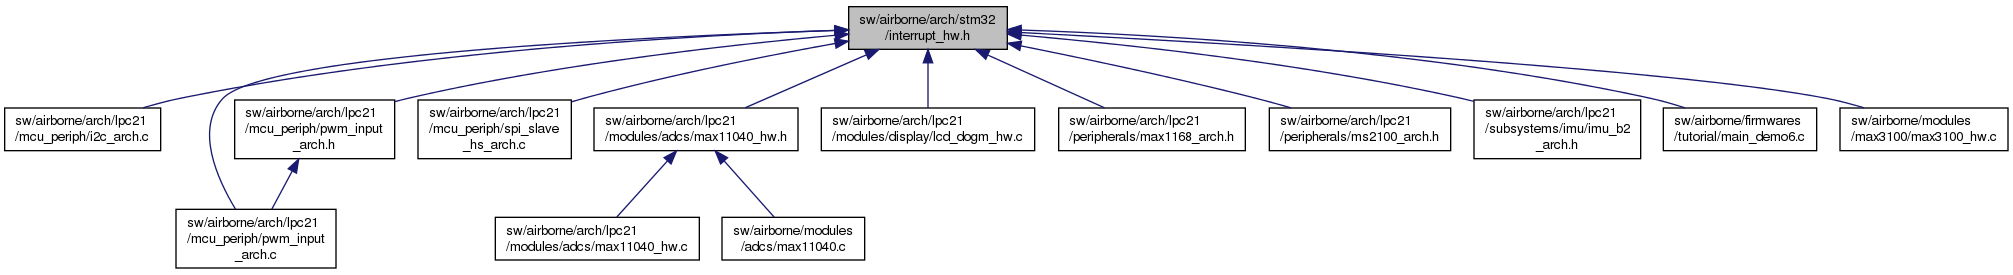 sw/airborne/arch/stm32
/interrupt_hw.h
sw/airborne/arch/lpc21
/mcu_periph/i2c_arch.c
sw/airborne/arch/lpc21
/mcu_periph/pwm_input
_arch.h
sw/airborne/arch/lpc21
/mcu_periph/spi_slave
_hs_arch.c
sw/airborne/arch/lpc21
/modules/adcs/max11040_hw.h
sw/airborne/arch/lpc21
/modules/display/lcd_dogm_hw.c
sw/airborne/arch/lpc21
/peripherals/max1168_arch.h
sw/airborne/arch/lpc21
/peripherals/ms2100_arch.h
sw/airborne/arch/lpc21
/subsystems/imu/imu_b2
_arch.h
sw/airborne/firmwares
/tutorial/main_demo6.c
sw/airborne/modules
/max3100/max3100_hw.c
sw/airborne/arch/lpc21
/mcu_periph/pwm_input
_arch.c
sw/airborne/arch/lpc21
/modules/adcs/max11040_hw.c
sw/airborne/modules
/adcs/max11040.c